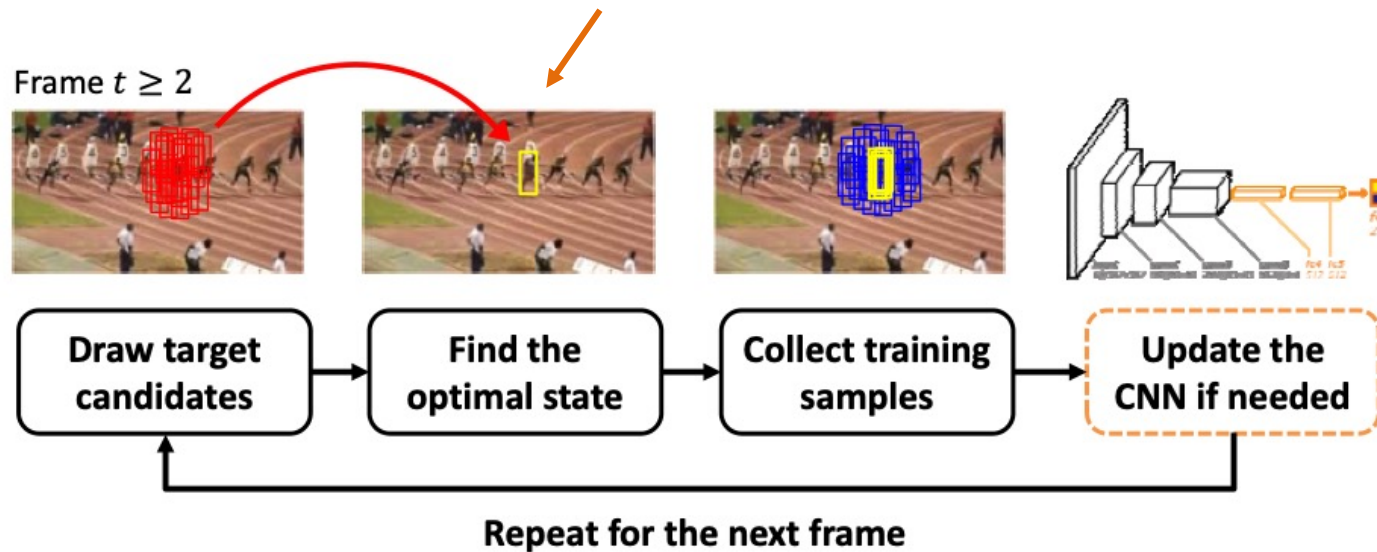 Frame t ≥ 2
Draw target
candidates
Find the
optimal state
Collect training
samples
Update the
CNN if needed
Repeat for the next frame